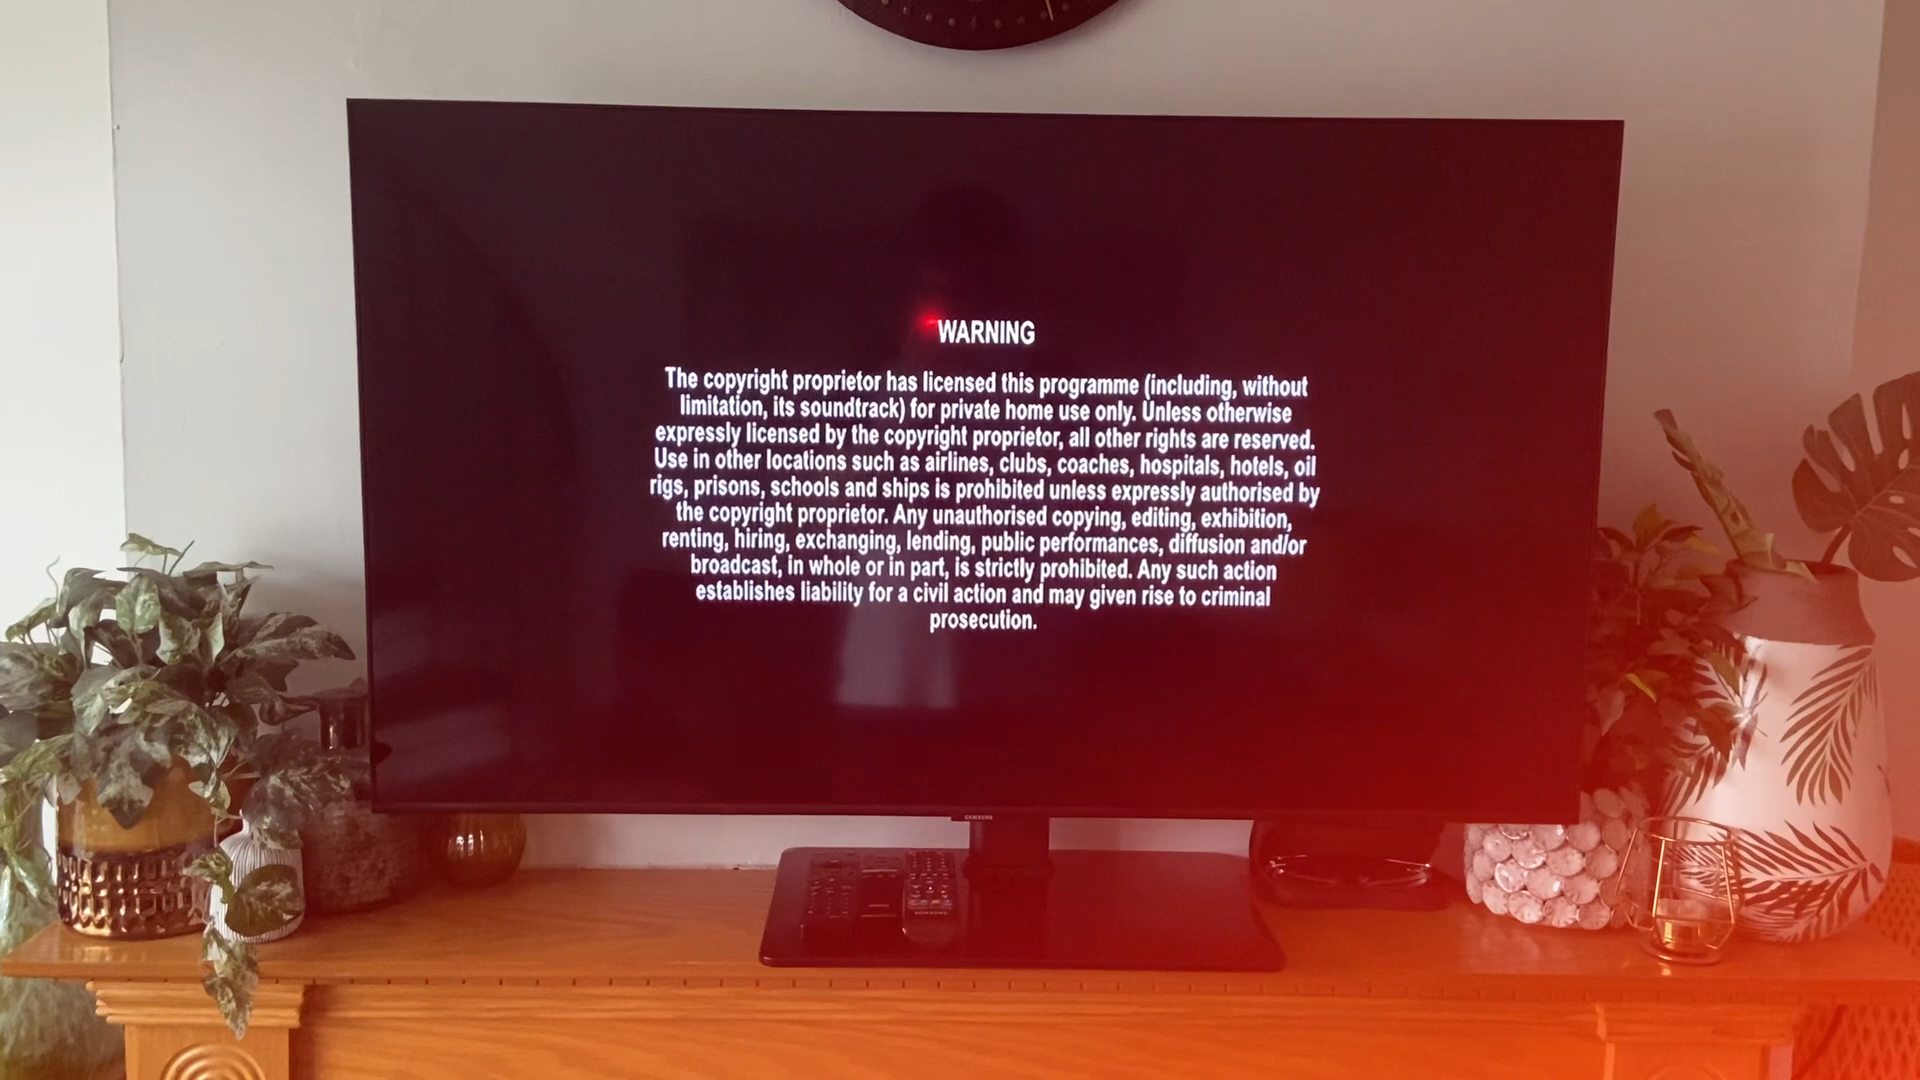 WARNING
The copyright proprietor has licensed this programme (including, without
limitation, its soundtrack) for private home use only. Unless otherwise
expressly licensed by the copyright proprietor, all other rights are reserved.
Use in other locations such as airlines, clubs, coaches, hospitals, hotels, oil
rigs, prisons, schools and ships is prohibited unless expressly authorised by
the copyright proprietor. Any unauthorised copying, editing, exhibition,
renting, hiring, exchanging, lending, public performances, diffusion and/or
broadcast, in whole or in part, is strictly prohibited. Any such action
establishes liability for a civil action and may given rise to criminal
prosecution.
SAMSUNG
SAMSUNG